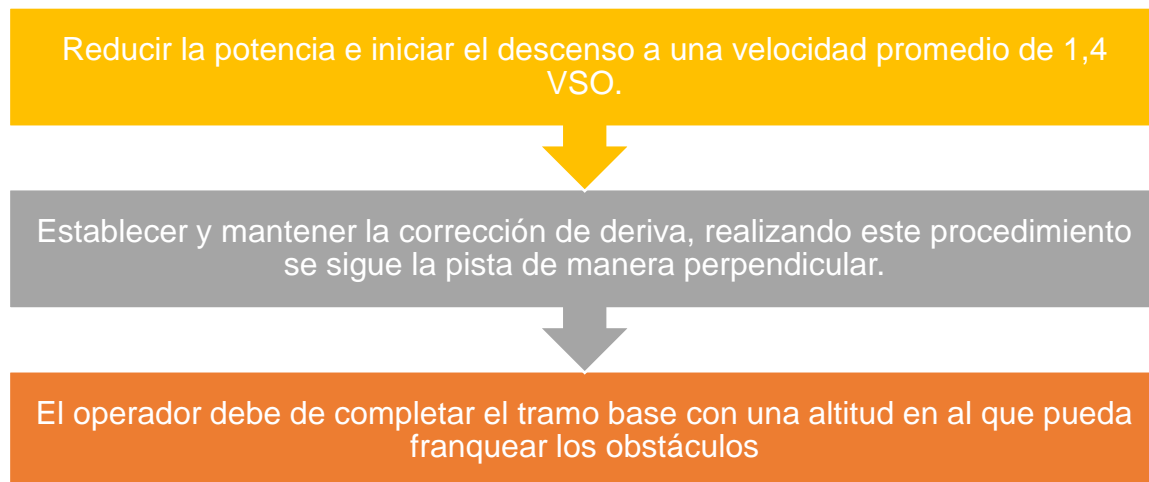 Reducir la potencia e iniciar el descenso a una velocidad promedio de 1,4
VSO.
Establecer y mantener la corrección de deriva, realizando este procedimiento
se sigue la pista de manera perpendicular.
El operador debe de completar el tramo base con una altitud en al que pueda
franquear los obstáculos